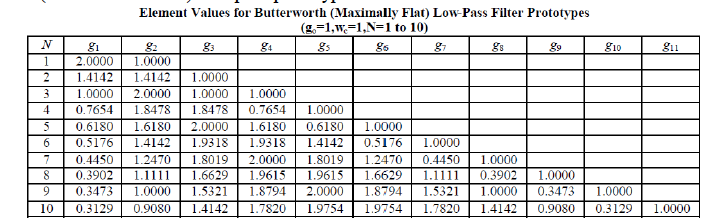 Element Values for Butterworth (Maximally Flat) Low-Pass Filter Prototypes
(g₀=1,wc=1,N=1 to 10)
N g1 g2 g3 g4 g5 g6 g7 g8 g9 g10 g11
1 2.0000 1.0000
2 1.4142 1.4142 1.0000
3 1.0000 2.0000 1.0000 1.0000
4 0.7654 1.8478 1.8478 0.7654 1.0000
5 0.6180 1.6180 2.0000 1.6180 0.6180 1.0000
6 0.5176 1.4142 1.9318 1.9318 1.4142 0.5176 1.0000
7 0.4450 1.2470 1.8019 2.0000 1.8019 1.2470 0.4450 1.0000
8 0.3902 1.1111 1.6629 1.9615 1.9615 1.6629 1.1111 0.3902 1.0000
9 0.3473 1.0000 1.5321 1.8794 2.0000 1.8794 1.5321 1.0000 0.3473 1.0000
10 0.3129 0.9080 1.4142 1.7820 1.9754 1.9754 1.7820 1.4142 0.9080 0.3129 1.0000